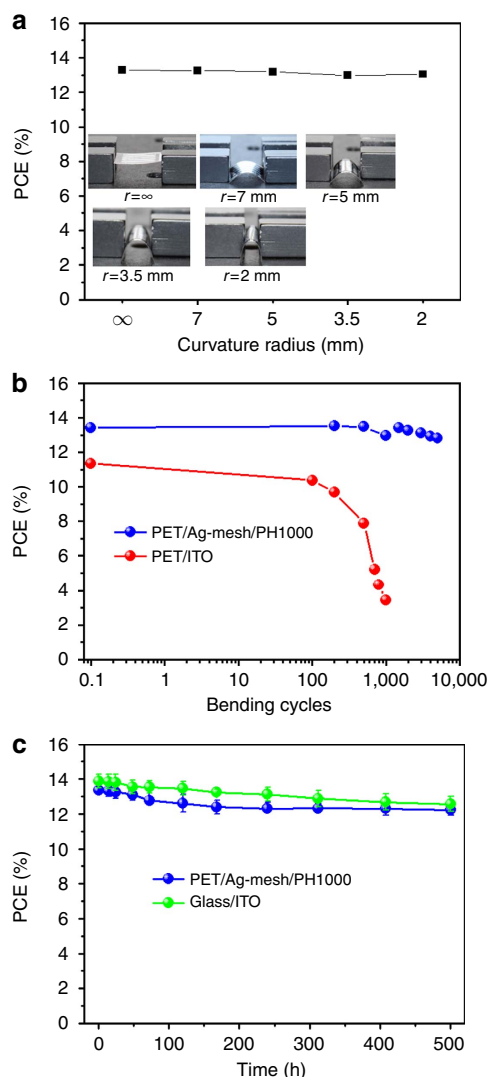 a
16
14
12
10
8
6
4
2
0
PCE (%)
r=∞
r=7 mm
r=5 mm
r=3.5 mm
r=2 mm
∞ 7 5 3.5 2
Curvature radius (mm)
b
16
14
12
10
8
6
4
2
0
PCE (%)
PET/Ag-mesh/PH1000
PET/ITO
0.1 1 10 100 1,000 10,000
Bending cycles
c
16
14
12
10
8
6
4
2
0
PCE (%)
PET/Ag-mesh/PH1000
Glass/ITO
0 100 200 300 400 500
Time (h)